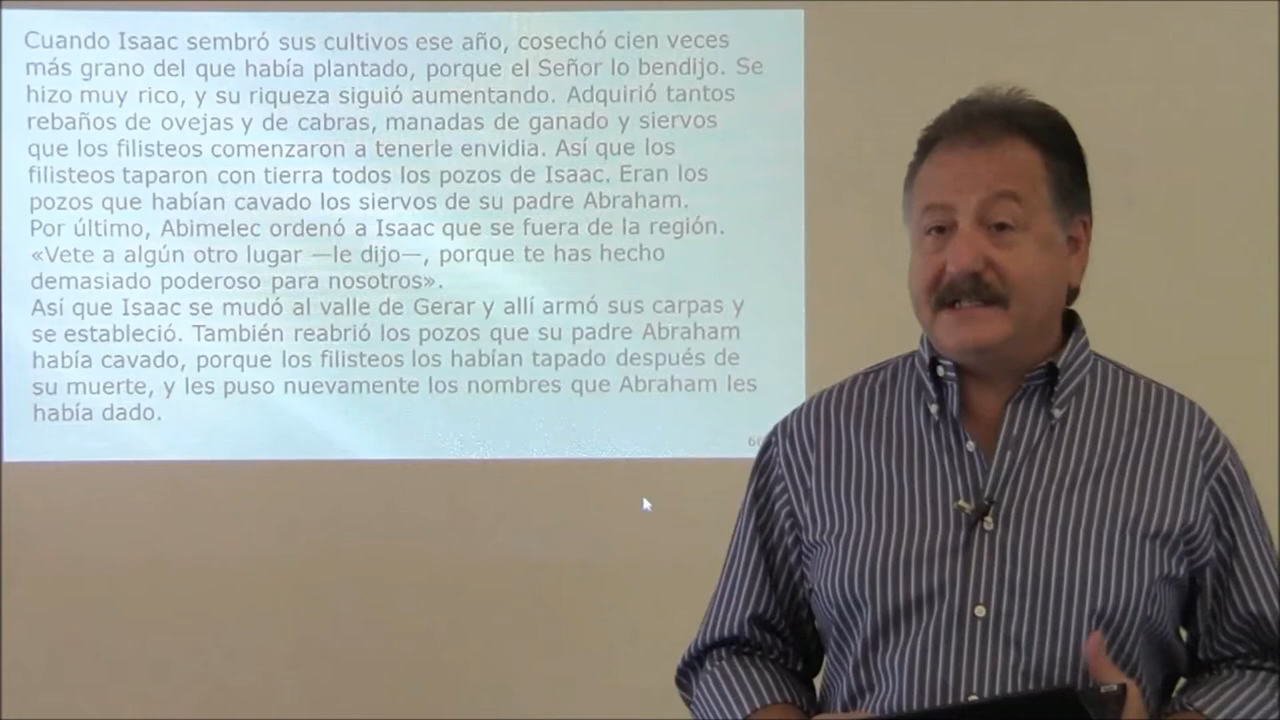 Cuando Isaac sembró sus cultivos ese año, cosechó cien veces
más grano del que había plantado, porque el Señor lo bendijo. Se
hizo muy rico, y su riqueza siguió aumentando. Adquirió tantos
rebaños de ovejas y de cabras, manadas de ganado y siervos
que los filisteos comenzaron a tenerle envidia. Así que los
filisteos taparon con tierra todos los pozos de Isaac. Eran los
pozos que habían cavado los siervos de su padre Abraham.
Por último, Abimelec ordenó a Isaac que se fuera de la región.
«Vete a algún otro lugar —le dijo—, porque te has hecho
demasiado poderoso para nosotros».
Así que Isaac se mudó al valle de Gerar y allí armó sus carpas y
se estableció. También reabrió los pozos que su padre Abraham
había cavado, porque los filisteos los habían tapado después de
su muerte, y les puso nuevamente los nombres que Abraham les
había dado.